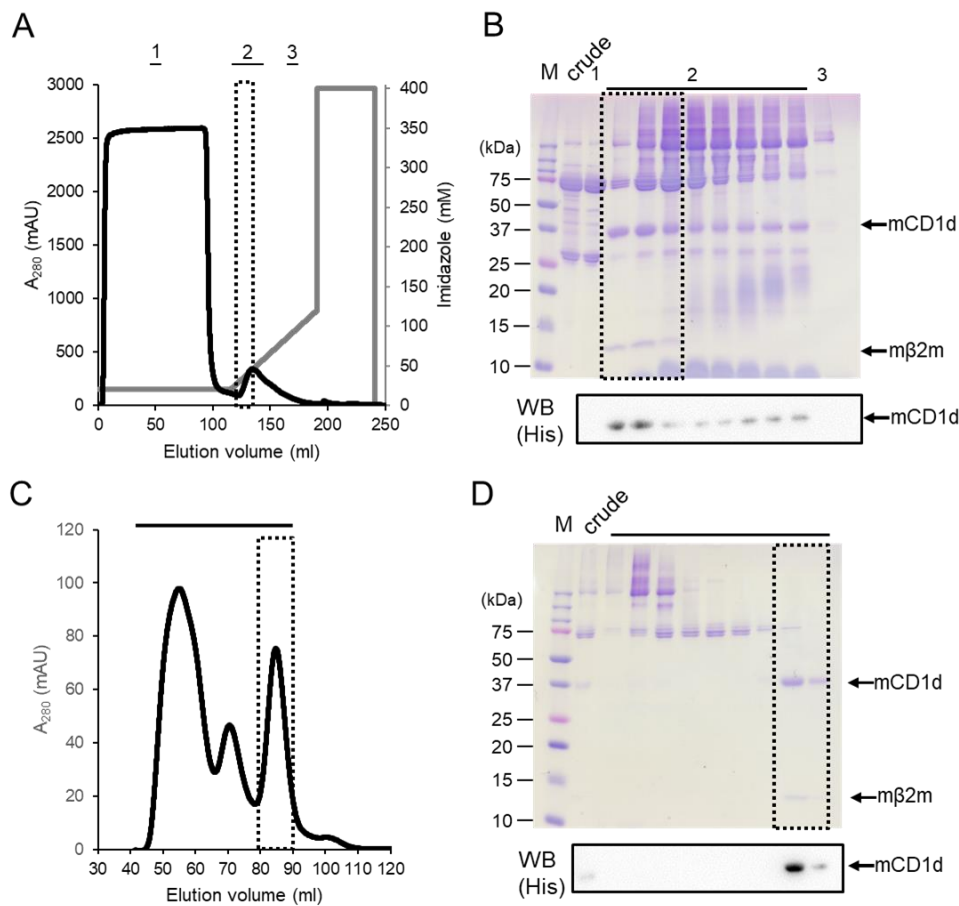 A
1 2 3
3000
2500
2000
1500
1000
500
0
A280 (mAU)
400
350
300
250
200
150
100
50
0
Imidazole (mM)
0 50 100 150 200 250
Elution volume (ml)
B
M crude 1 2 3
(kDa)
75
50
37
25
20
15
10
mCD1d
mβ2m
WB
(His)
mCD1d
C
120
100
80
60
40
20
0
A280 (mAU)
30 40 50 60 70 80 90 100 110 120
Elution volume (ml)
D
M crude
(kDa)
75
50
37
25
20
15
10
mCD1d
mβ2m
WB
(His)
mCD1d